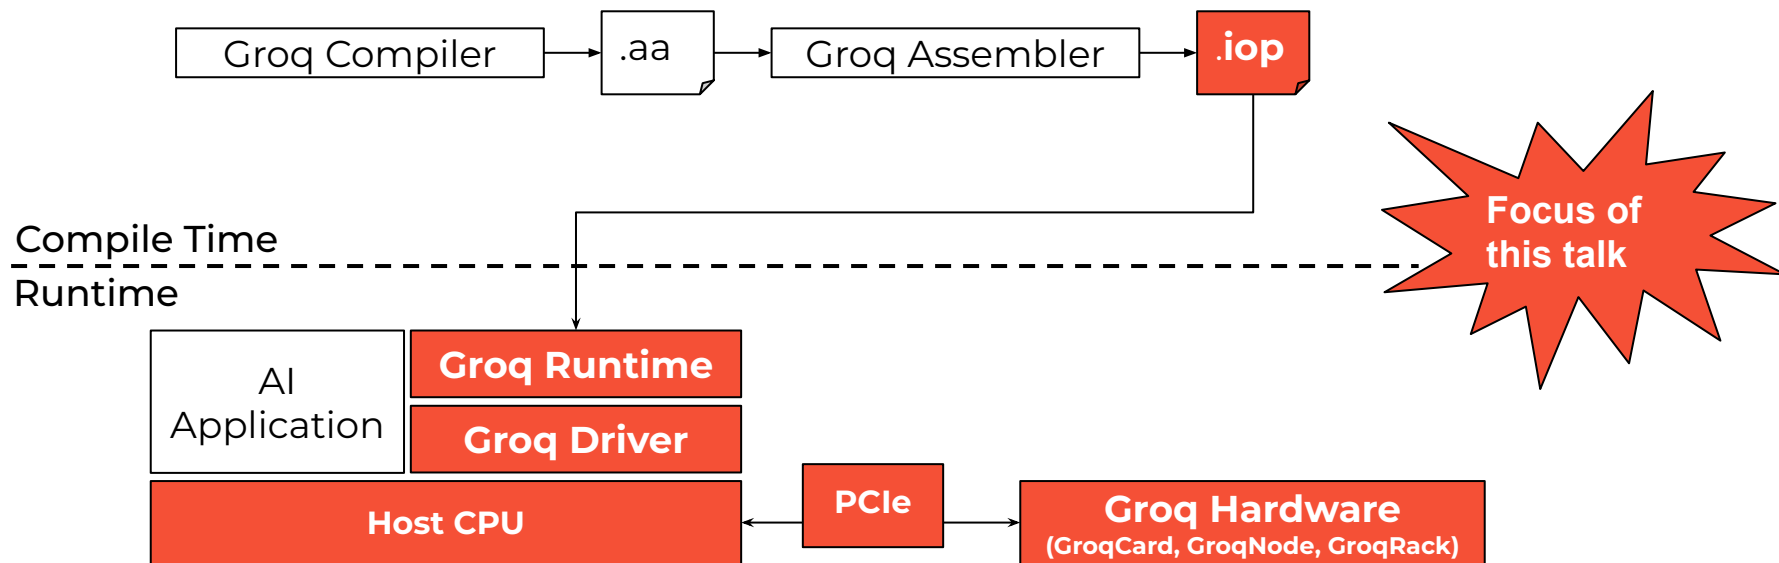 Groq Compiler
.aa
Groq Assembler
.iop
Focus of
this talk
Compile Time
Runtime
AI
Application
Groq Runtime
Groq Driver
Host CPU
PCIe
Groq Hardware
(GroqCard, GroqNode, GroqRack)